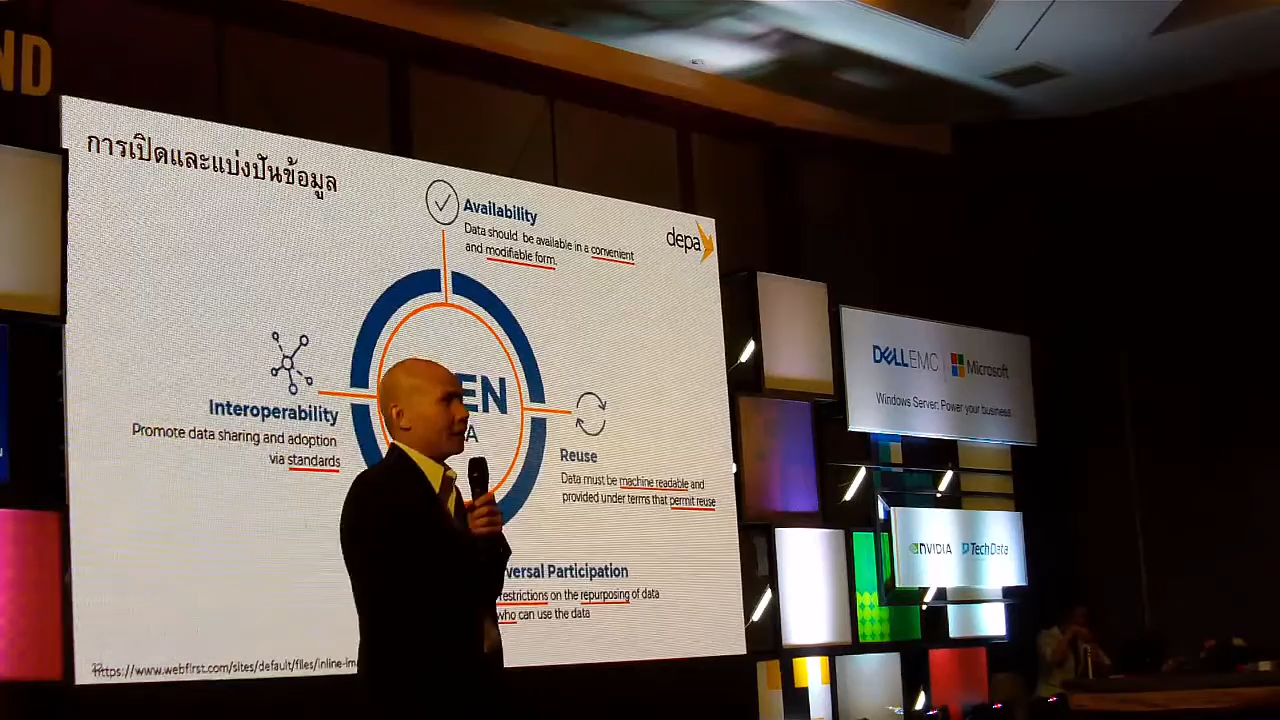 ND
การเปิดและแบ่งปันข้อมูล
Availability
Data should be available in a convenient
and modifiable form.
depa
EN
A
Interoperability
Promote data sharing and adoption
via standards
Reuse
Data must be machine readable and
provided under terms that permit reuse
versal Participation
restrictions on the repurposing of data
who can use the data
https://www.webfirst.com/sites/default/files/inline-im
DELL EMC | Microsoft
Windows Server: Power your business
NVIDIA TechData
N